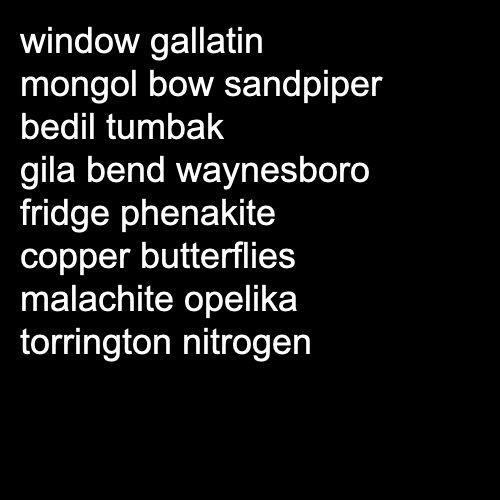 window gallatin
mongol bow sandpiper
bedil tumbak
gila bend waynesboro
fridge phenakite
copper butterflies
malachite opelika
torrington nitrogen